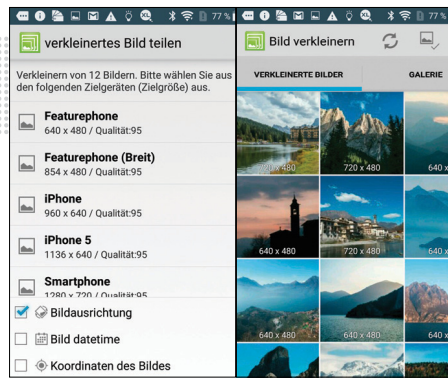 77 %
verkleinertes Bild teilen
Verkleinern von 12 Bildern. Bitte wählen Sie aus
den folgenden Zielgeräten (Zielgröße) aus.
Featurephone
640 x 480 / Qualität:95
Featurephone (Breit)
854 x 480 / Qualität:95
iPhone
960 x 640 / Qualität:95
iPhone 5
1136 x 640 / Qualität:95
Smartphone
1280 x 720 / Qualität:95
Bildausrichtung
Bild datetime
Koordinaten des Bildes
77 %
Bild verkleinern
VERKLEINERTE BILDER GALERIE
720 x 480 720 x 480 640 x
640 x 480 720 x 480 640 x
640 x 480 640 x 480 640 x